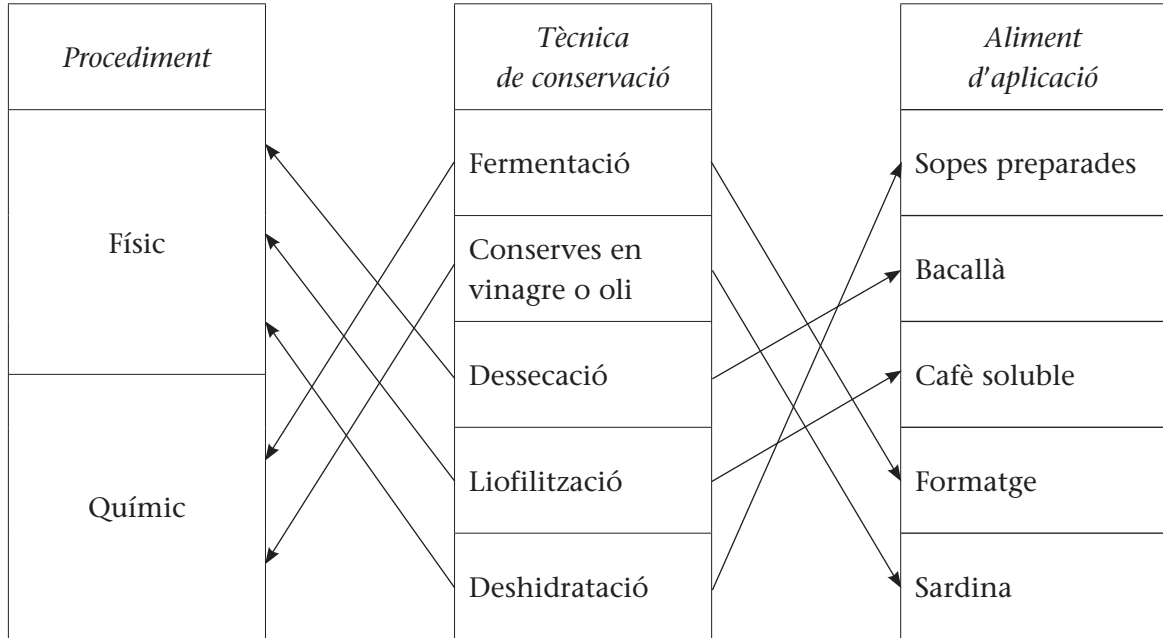 Procediment
Físic
Químic
Tècnica
de conservació
Fermentació
Conserves en
vinagre o oli
Dessecació
Liofilització
Deshidratació
Aliment
d'aplicació
Sopes preparades
Bacallà
Cafè soluble
Formatge
Sardina